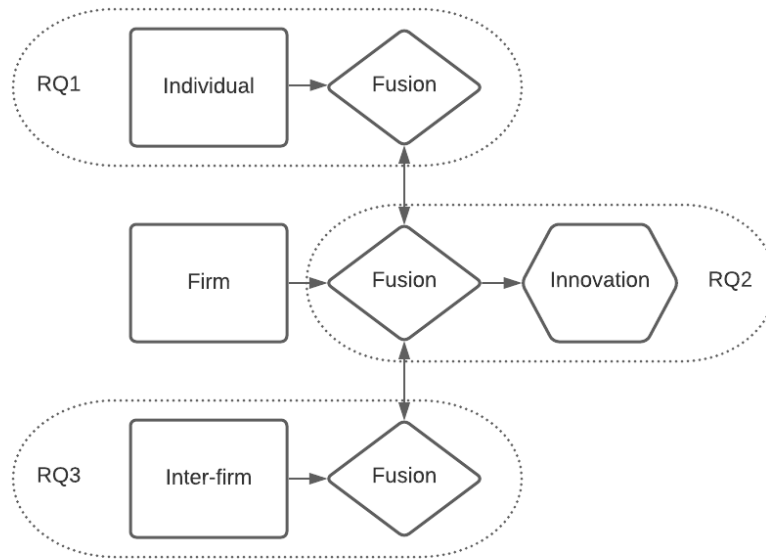 RQ1
Individual
Fusion
Firm
Fusion
Innovation
RQ2
RQ3
Inter-firm
Fusion